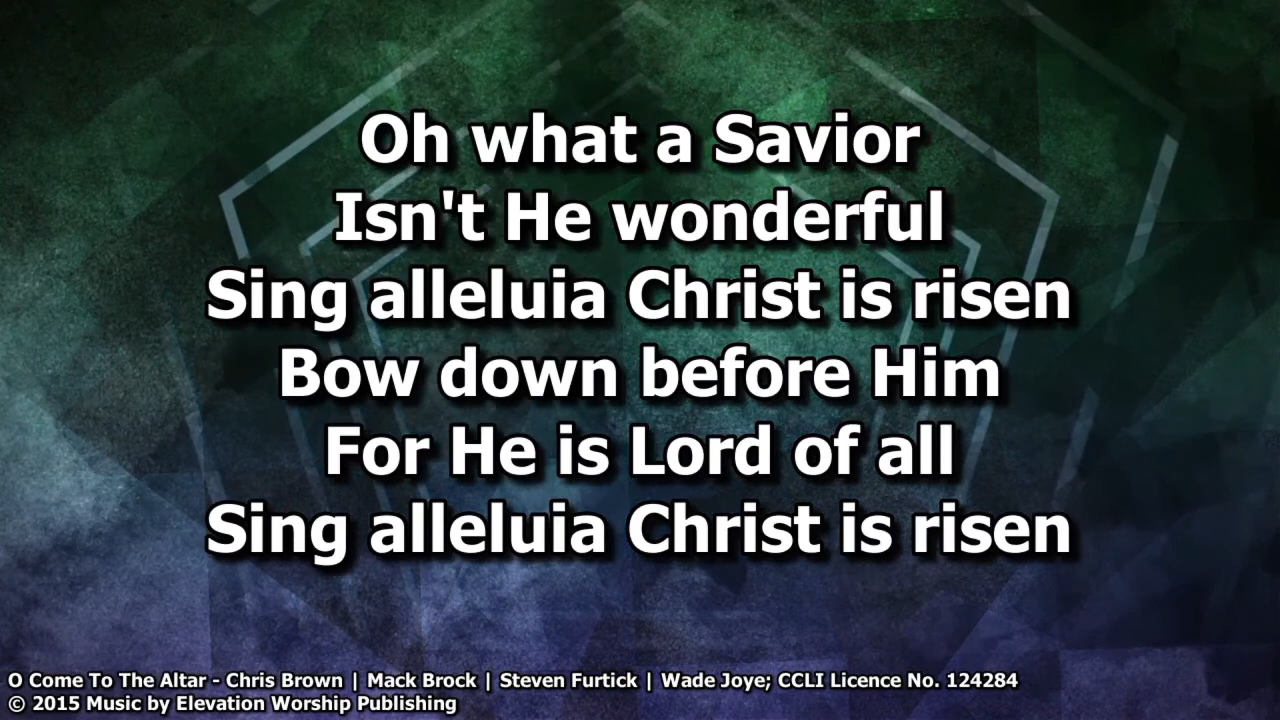 Oh what a Savior
Isn't He wonderful
Sing alleluia Christ is risen
Bow down before Him
For He is Lord of all
Sing alleluia Christ is risen
O Come To The Altar - Chris Brown | Mack Brock | Steven Furtick | Wade Joye; CCLI Licence No. 124284
© 2015 Music by Elevation Worship Publishing